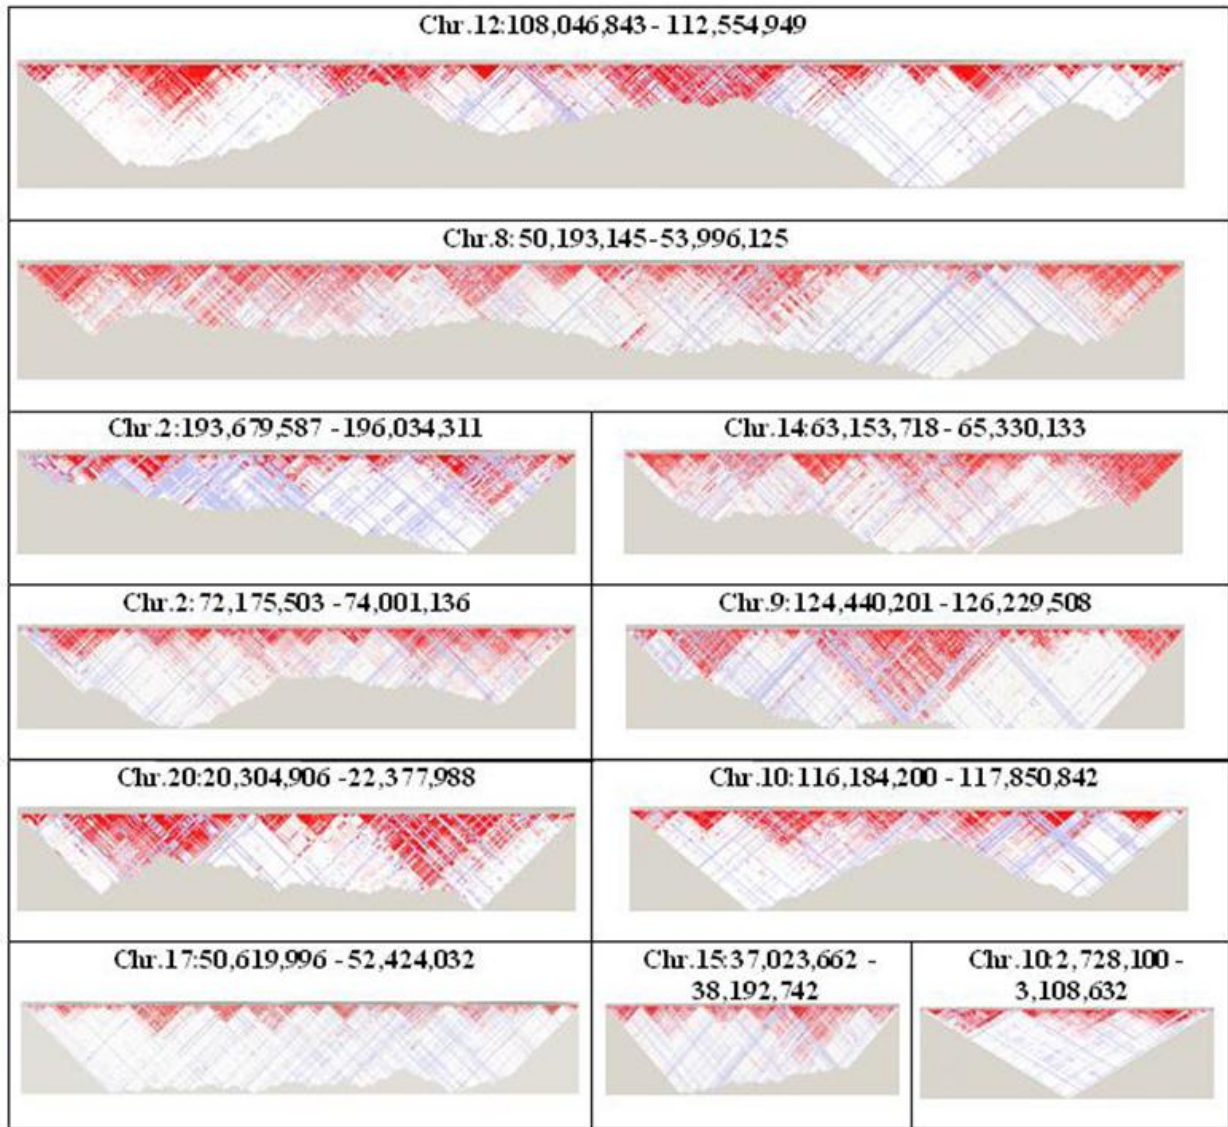 Chr.12:108,046,843 - 112,554,949
Chr.8:50,193,145-53,996,125
Chr.2:193,679,587 -196,034,311
Chr.14:63,153,718 - 65,330,133
Chr.2:72,175,503 -74,001,136
Chr.9:124,440,201 -126,229,508
Chr.20:20,304,906 -22,377,988
Chr.10:116,184,200 -117,850,842
Chr.17:50,619,996 -52,424,032
Chr.15:37,023,662 -
38,192,742
Chr.10:2,728,100 -
3,108,632